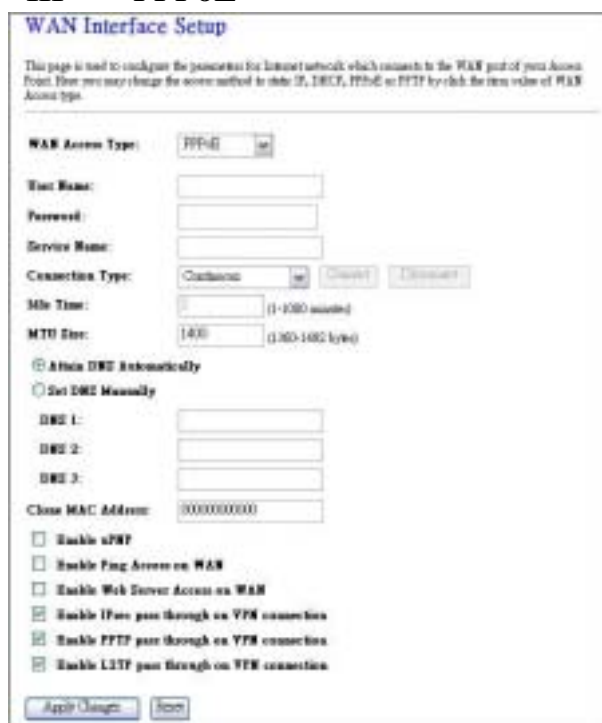 WAN Interface Setup
This page is used to configure the parameters for Internet network which connects to the WAN port of your Access
Point. Here you may change the access method to static IP, DHCP, PPPoE or PPTP by click the item value of WAN
Access type.
WAN Access Type: PPPoE
User Name:
Password:
Service Name:
Connection Type: Continuous Connect Disconnect
Idle Time: (1-1000 minutes)
MTU Size: 1400 (1360-1492 bytes)
Attain DNS Automatically
Set DNS Manually
DNS 1:
DNS 2:
DNS 3:
Clone MAC Address: 000000000000
Enable uPNP
Enable Ping Access on WAN
Enable Web Server Access on WAN
Enable IPsec pass through on VPN connection
Enable PPTP pass through on VPN connection
Enable L2TP pass through on VPN connection
Apply Changes Reset